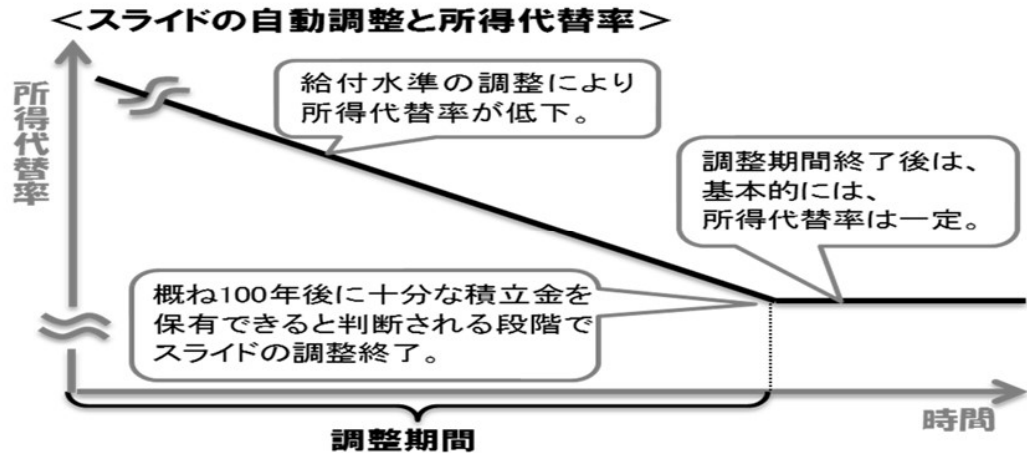 ＜スライドの自動調整と所得代替率＞
所得代替率
給付水準の調整により
所得代替率が低下。
調整期間終了後は、
基本的には、
所得代替率は一定。
概ね100年後に十分な積立金を
保有できると判断される段階で
スライドの調整終了。
時間
調整期間